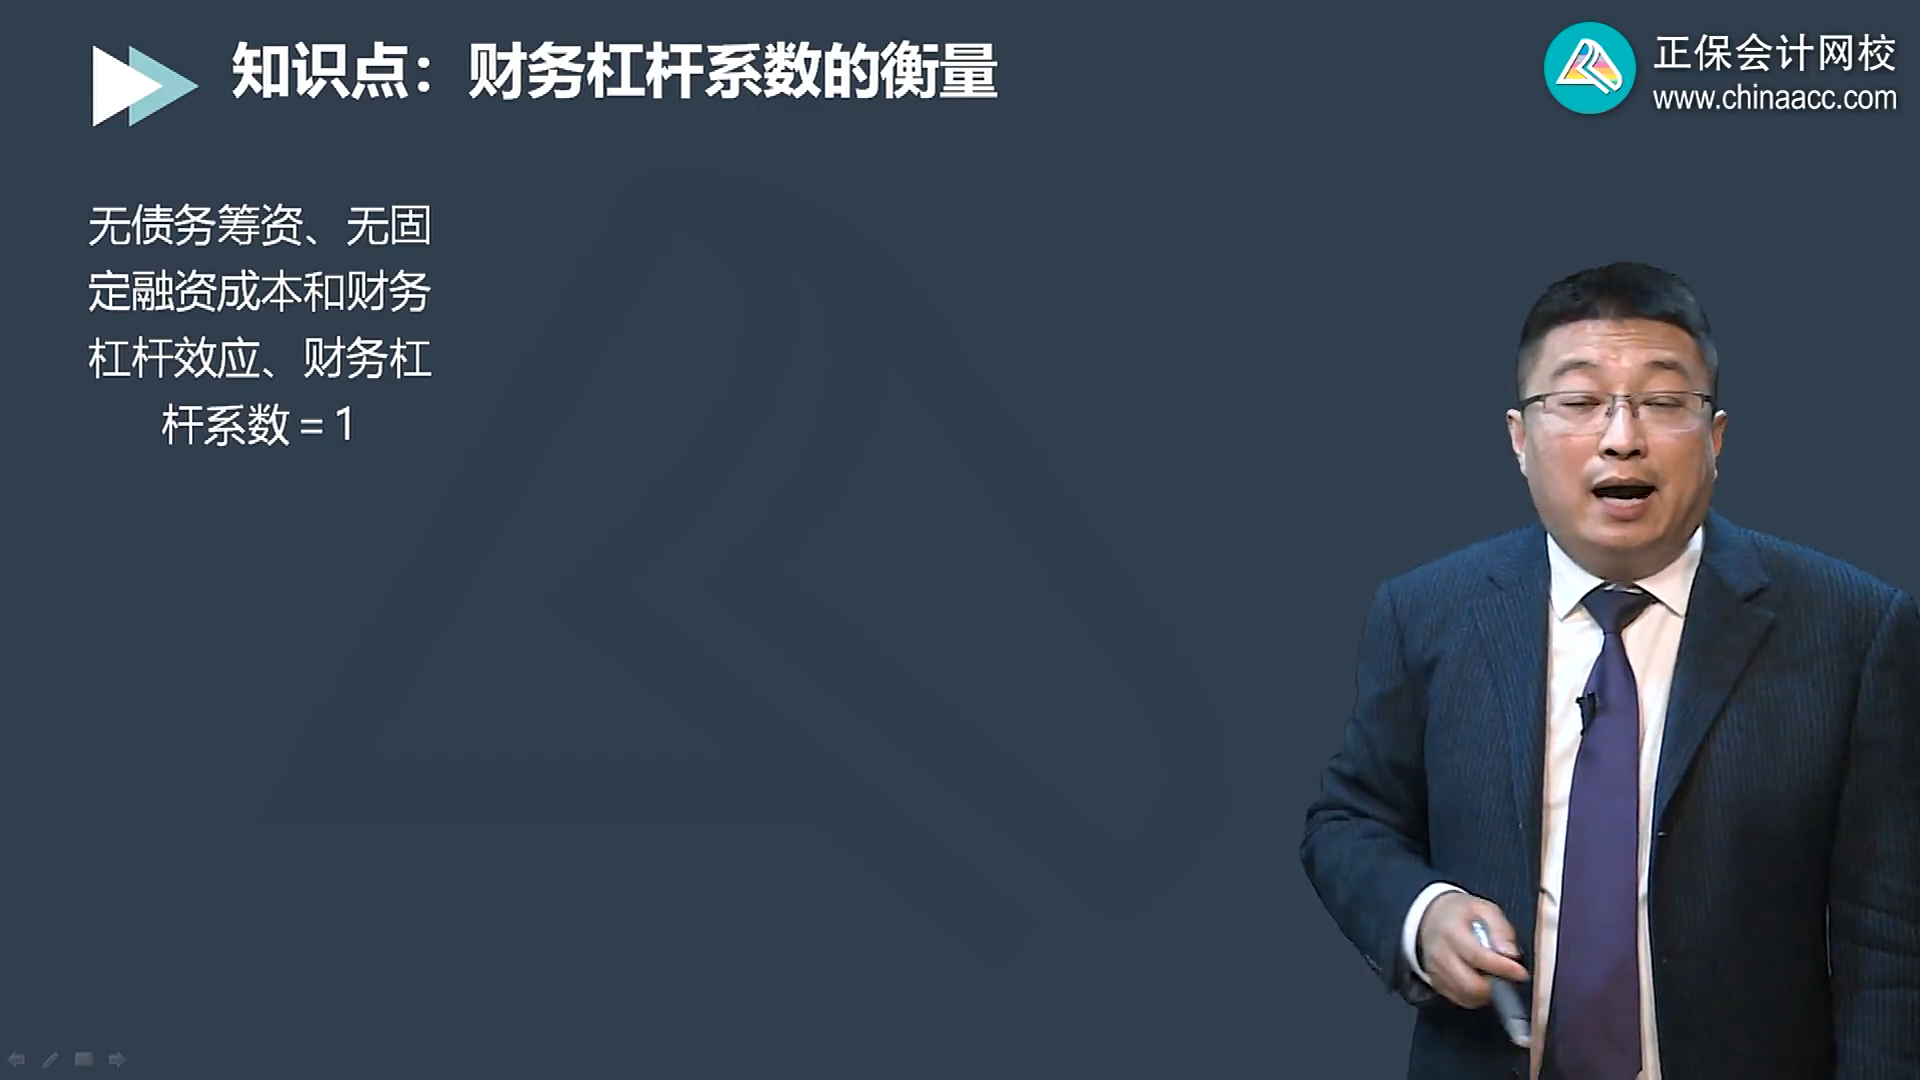 知识点：财务杠杆系数的衡量
正保会计网校
www.chinaacc.com
无债务筹资、无固
定融资成本和财务
杠杆效应、财务杠
杆系数 = 1